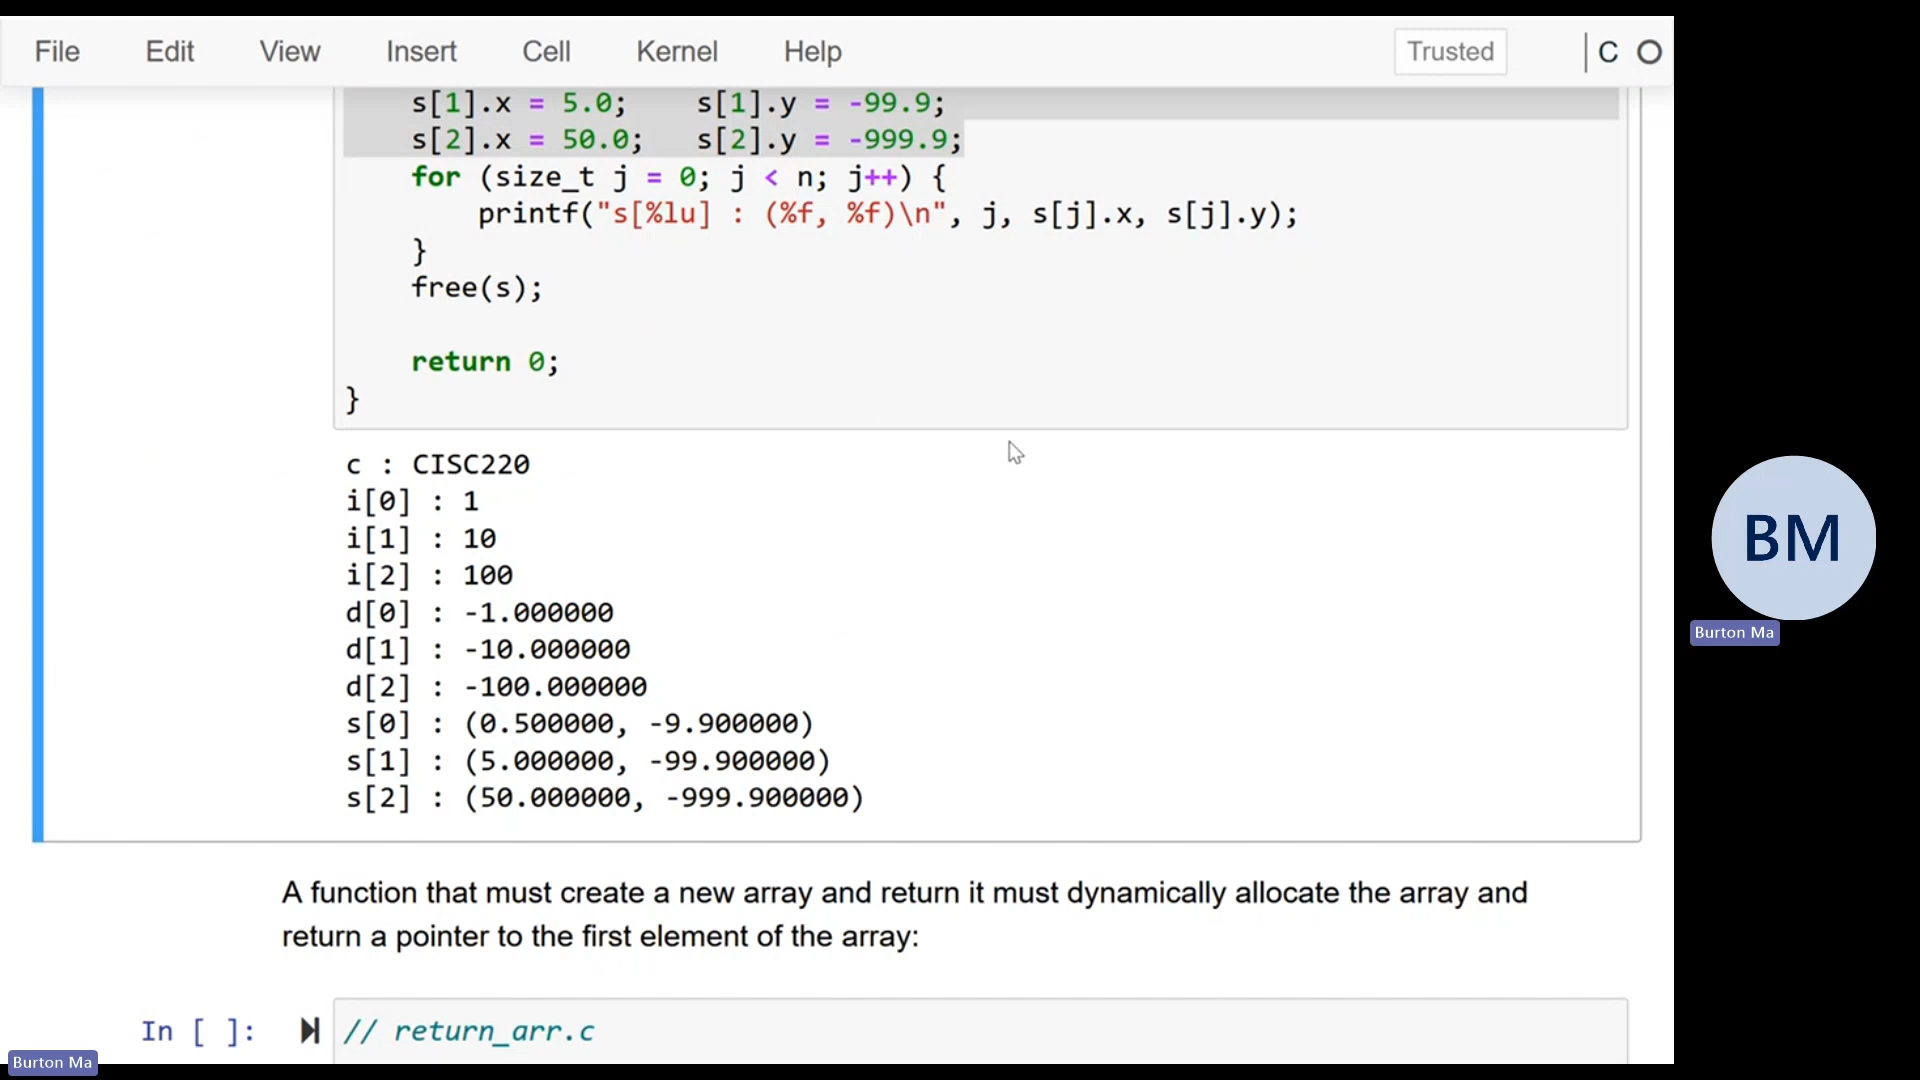 File Edit View Insert Cell Kernel Help Trusted C
s[1].x = 5.0; s[1].y = -99.9;
s[2].x = 50.0; s[2].y = -999.9;
for (size_t j = 0; j < n; j++) {
printf("s[%lu] : (%f, %f)\n", j, s[j].x, s[j].y);
}
free(s);
return 0;
}
c : CISC220
i[0] : 1
i[1] : 10
i[2] : 100
d[0] : -1.000000
d[1] : -10.000000
d[2] : -100.000000
s[0] : (0.500000, -9.900000)
s[1] : (5.000000, -99.900000)
s[2] : (50.000000, -999.900000)
A function that must create a new array and return it must dynamically allocate the array and
return a pointer to the first element of the array:
In [ ]: // return_arr.c
Burton Ma
BM
Burton Ma